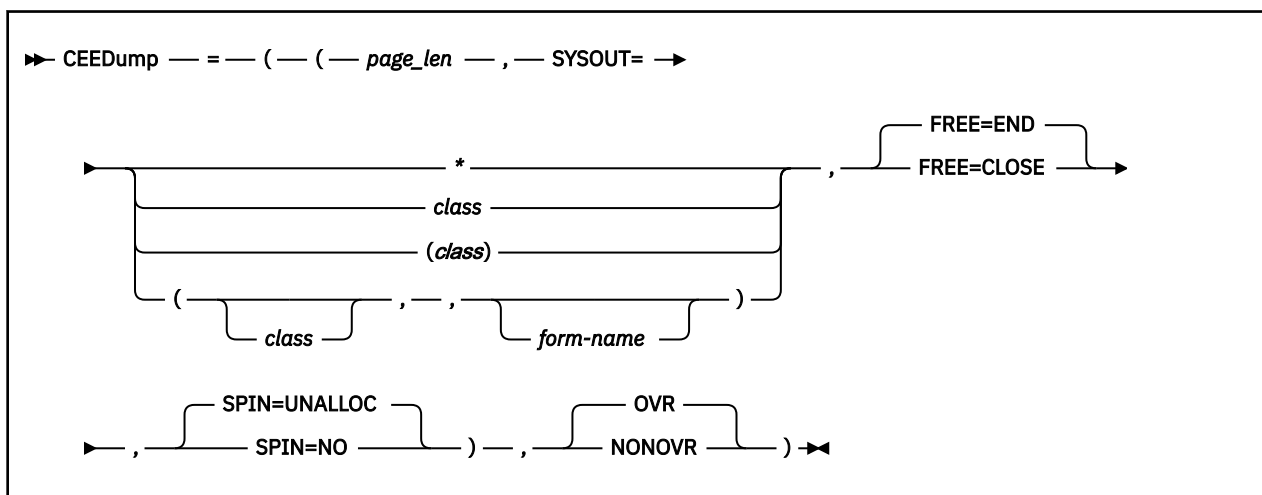 CEEDump = ( ( page_len , SYSOUT=
FREE=END
* , FREE=CLOSE
class
(class)
( , , )
class form-name
SPIN=UNALLOC OVR
, SPIN=NO ) , NONOVR )